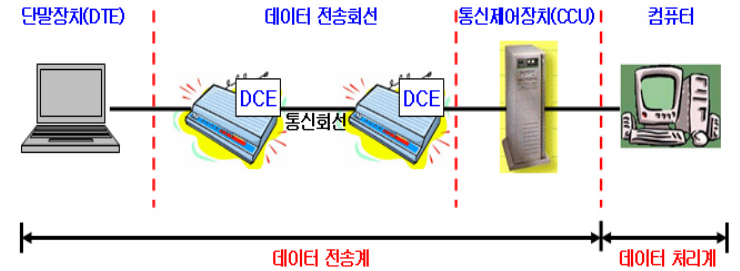 단말장치(DTE)
데이터 전송회선
통신제어장치(CCU)
컴퓨터
DCE
DCE
통신회선
데이터 전송계
데이터 처리계